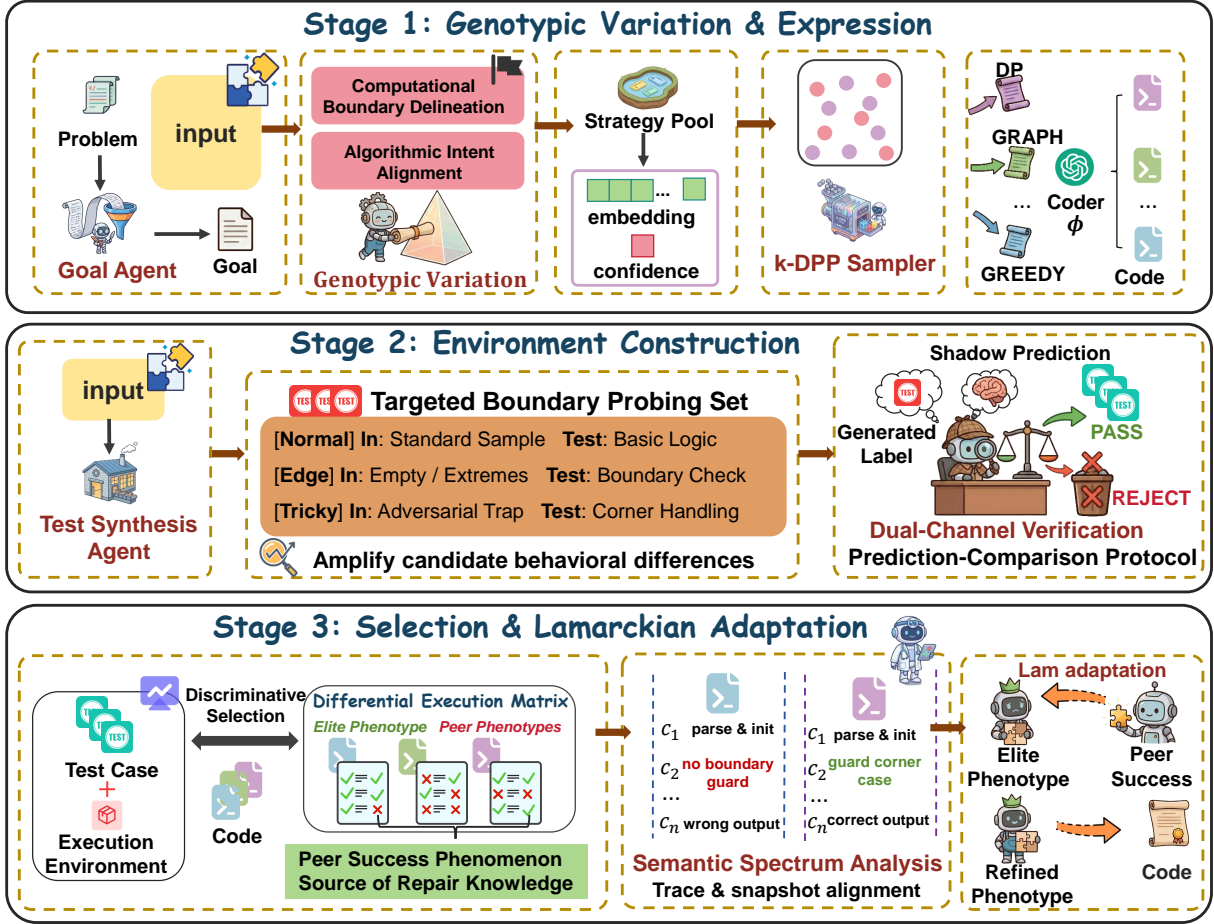 Stage 1: Genotypic Variation & Expression
Problem
input
Goal Agent
Goal
Computational
Boundary Delineation
Algorithmic Intent
Alignment
Genotypic Variation
Strategy Pool
...
embedding
confidence
k-DPP Sampler
DP
GRAPH
...
GREEDY
Coder
ϕ
...
Code
Stage 2: Environment Construction
input
Test Synthesis
Agent
TEST TEST TEST
Targeted Boundary Probing Set
[Normal] In: Standard Sample Test: Basic Logic
[Edge] In: Empty / Extremes Test: Boundary Check
[Tricky] In: Adversarial Trap Test: Corner Handling
Amplify candidate behavioral differences
Shadow Prediction
TEST
Generated
Label
TEST
TEST
TEST
PASS
REJECT
Dual-Channel Verification
Prediction-Comparison Protocol
Stage 3: Selection & Lamarckian Adaptation
TEST
TEST
TEST
Test Case
+
Execution
Environment
Discriminative
Selection
Code
Differential Execution Matrix
Elite Phenotype Peer Phenotypes
Peer Success Phenomenon
Source of Repair Knowledge
c1 parse & init
c2 no boundary
guard
...
cn wrong output
c1 parse & init
c2 guard corner
case
...
cn correct output
Semantic Spectrum Analysis
Trace & snapshot alignment
Lam adaptation
Elite
Phenotype
Peer
Success
Refined
Phenotype
Code